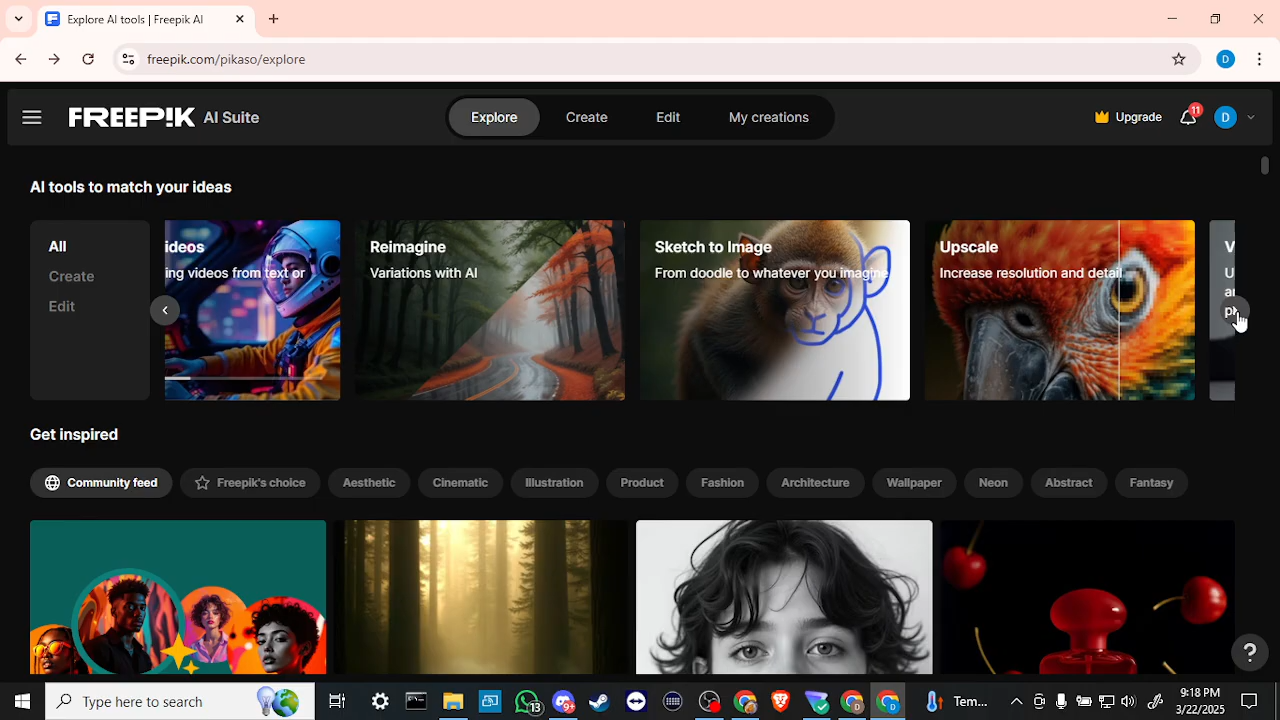 Explore AI tools | Freepik AI
freepik.com/pikaso/explore
D
FREEP!K AI Suite
Explore
Create
Edit
My creations
Upgrade
11
D
AI tools to match your ideas
All
Create
Edit
ideos
ing videos from text or
Reimagine
Variations with AI
Sketch to Image
From doodle to whatever you imagine
Upscale
Increase resolution and detail
V
U
Get inspired
Community feed
Freepik's choice
Aesthetic
Cinematic
Illustration
Product
Fashion
Architecture
Wallpaper
Neon
Abstract
Fantasy
?
Type here to search
13
9+
Tem...
9:18 PM
3/22/2025